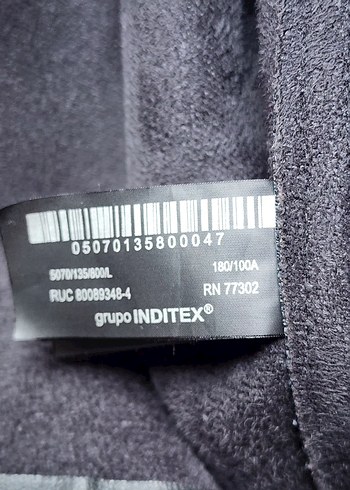 05070135800047
5070/135/800/L 180/100A
RUC 80089348-4 RN 77302
grupo INDITEX®